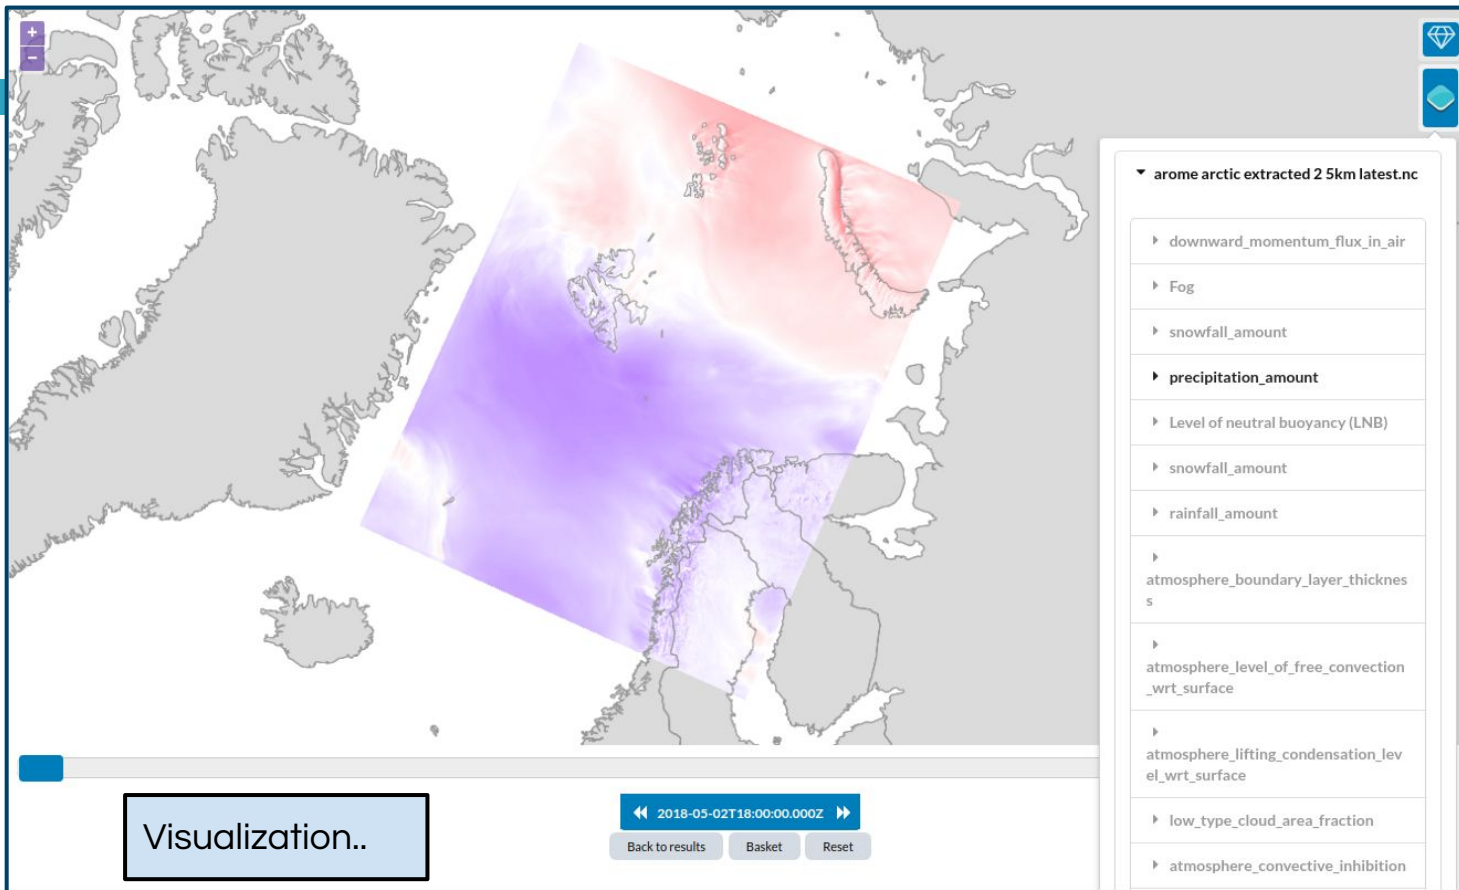 +
−
arome arctic extracted 2 5km latest.nc
downward_momentum_flux_in_air
Fog
snowfall_amount
precipitation_amount
Level of neutral buoyancy (LNB)
snowfall_amount
rainfall_amount
atmosphere_boundary_layer_thicknes
s
atmosphere_level_of_free_convection
_wrt_surface
atmosphere_lifting_condensation_lev
el_wrt_surface
low_type_cloud_area_fraction
atmosphere_convective_inhibition
Visualization..
2018-05-02T18:00:00.000Z
Back to results Basket Reset